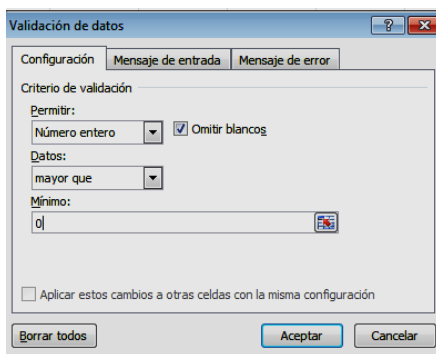 Validación de datos
Configuración Mensaje de entrada Mensaje de error
Criterio de validación
Permitir:
Número entero Omitir blancos
Datos:
mayor que
Mínimo:
0
Aplicar estos cambios a otras celdas con la misma configuración
Borrar todos Aceptar Cancelar